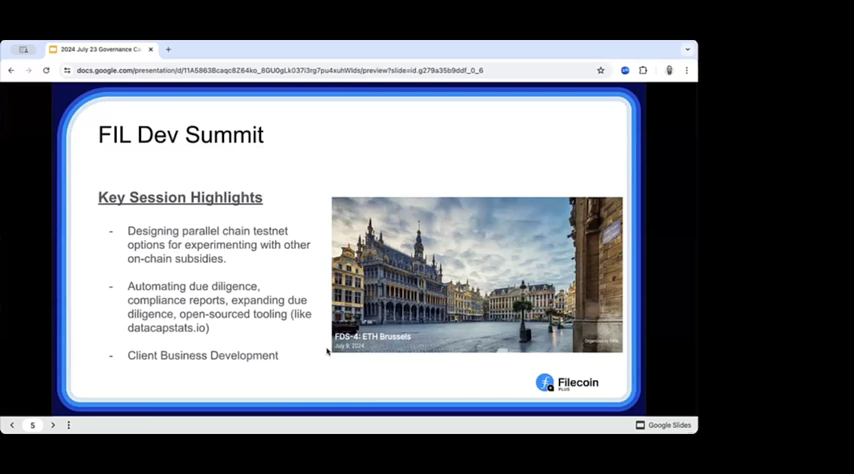 2024 July 23 Governance Ca
docs.google.com/presentation/d/11A5863Bcaqc8Z64ko_8GU0gLk037i3rg7pu4xuhWids/preview?slide=id.g279a35b9ddf_0_6
FIL Dev Summit
Key Session Highlights
- Designing parallel chain testnet
options for experimenting with other
on-chain subsidies.
- Automating due diligence,
compliance reports, expanding due
diligence, open-sourced tooling (like
datacapstats.io)
- Client Business Development
FDS-4: ETH Brussels
July 9, 2024
Filecoin
PLUS
5
Google Slides